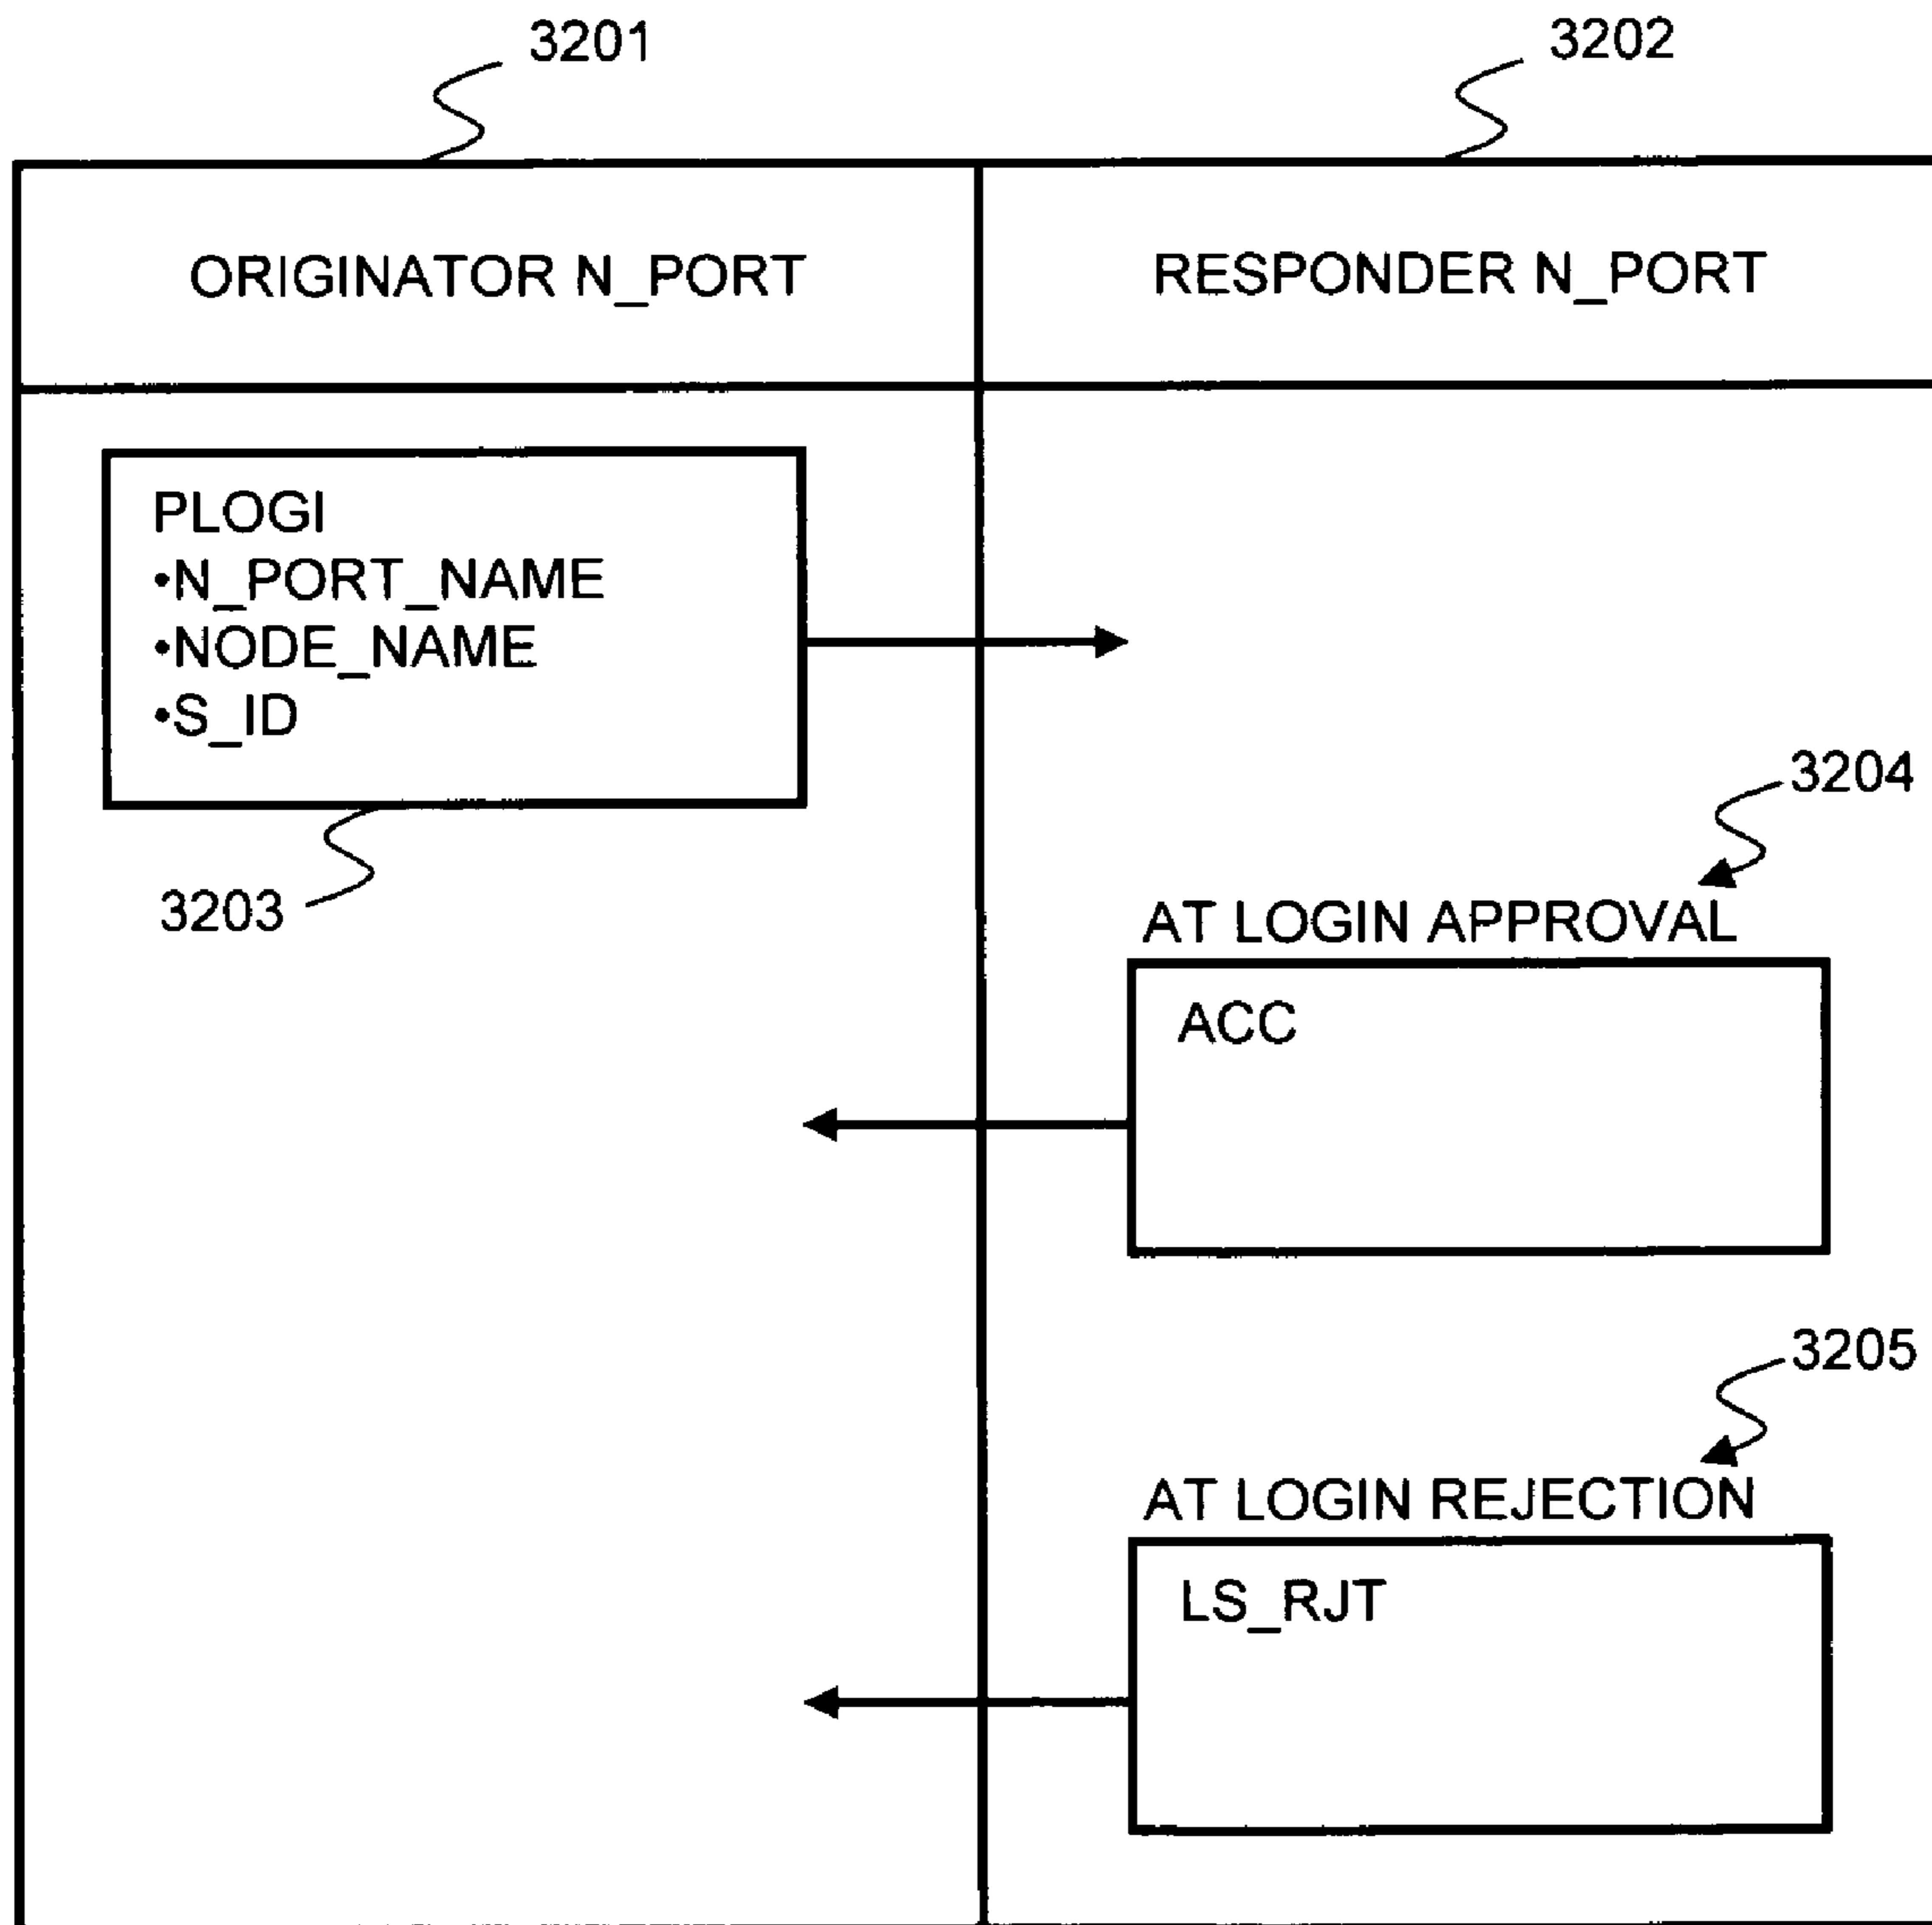 3201
3202
ORIGINATOR N_PORT
RESPONDER N_PORT
PLOGI
•N_PORT_NAME
•NODE_NAME
•S_ID
3203
3204
AT LOGIN APPROVAL
ACC
3205
AT LOGIN REJECTION
LS_RJT